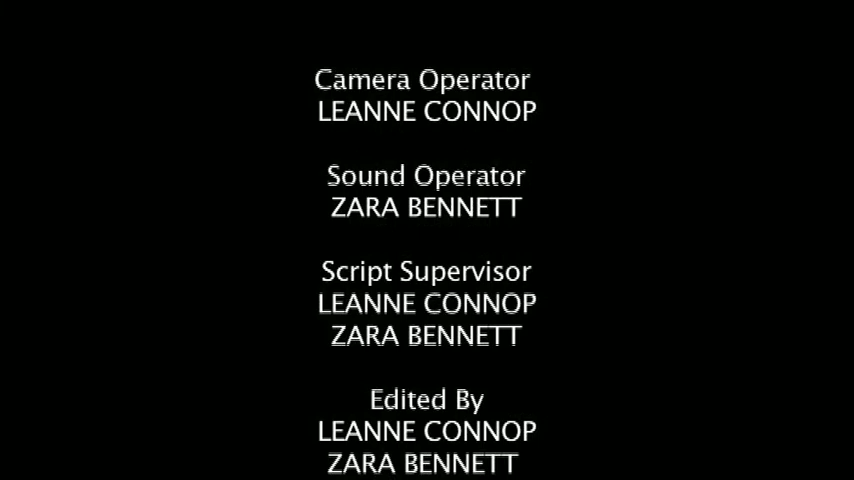 Camera Operator
LEANNE CONNOP
Sound Operator
ZARA BENNETT
Script Supervisor
LEANNE CONNOP
ZARA BENNETT
Edited By
LEANNE CONNOP
ZARA BENNETT